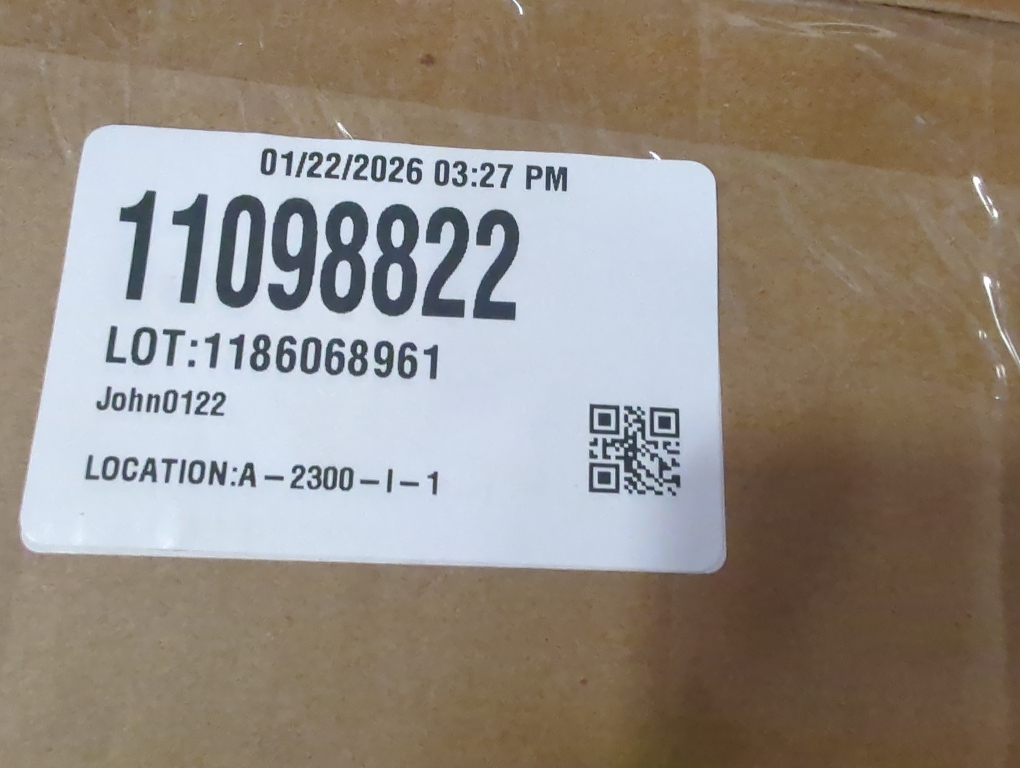 01/22/2026 03:27 PM
11098822
LOT:1186068961
John0122
LOCATION:A-2300-I-1